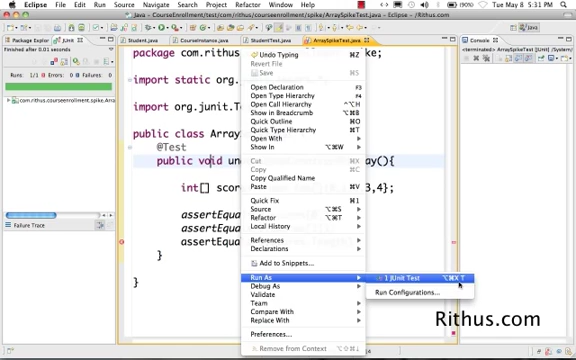 Eclipse File Edit Run Source Navigate Search Project Refactor Window Help
Tue May 8 5:31 PM
Java - CourseEnrollment/test/com/rithus/courseenrollment/spike/ArraySpikeTest.java - Eclipse - /Rithus.com
Java
Package Explorer
JUnit
Finished after 0.051 seconds
Runs: 1/1
Errors: 0
Failures: 0
Failure Trace
Student.java
StudentTest.java
ArraySpikeTest.java
package com.rithus
import static org.
import org.junit.T
public class Array
@Test
public void un
ay(){
int[] scor
3,4};
assertEqua
assertEqua
assertEqua
}
}
Undo Typing ⌘Z
Revert File
Save ⌘S
Open Declaration F3
Open Type Hierarchy F4
Open Call Hierarchy ^⌥H
Show in Breadcrumb ⌥⌘B
Quick Outline ⌘O
Quick Type Hierarchy ⌘T
Open With
Show In ⌥⌘W
Cut ⌘X
Copy ⌘C
Copy Qualified Name
Paste ⌘V
Quick Fix ⌘1
Source ⌥⌘S
Refactor ⌥⌘T
Local History
References
Declarations
Add to Snippets...
Run As
Debug As
Validate
Team
Compare With
Replace With
Preferences...
Remove from Context
1 JUnit Test ⌥⌘X T
Run Configurations...
Console
Rithus.com